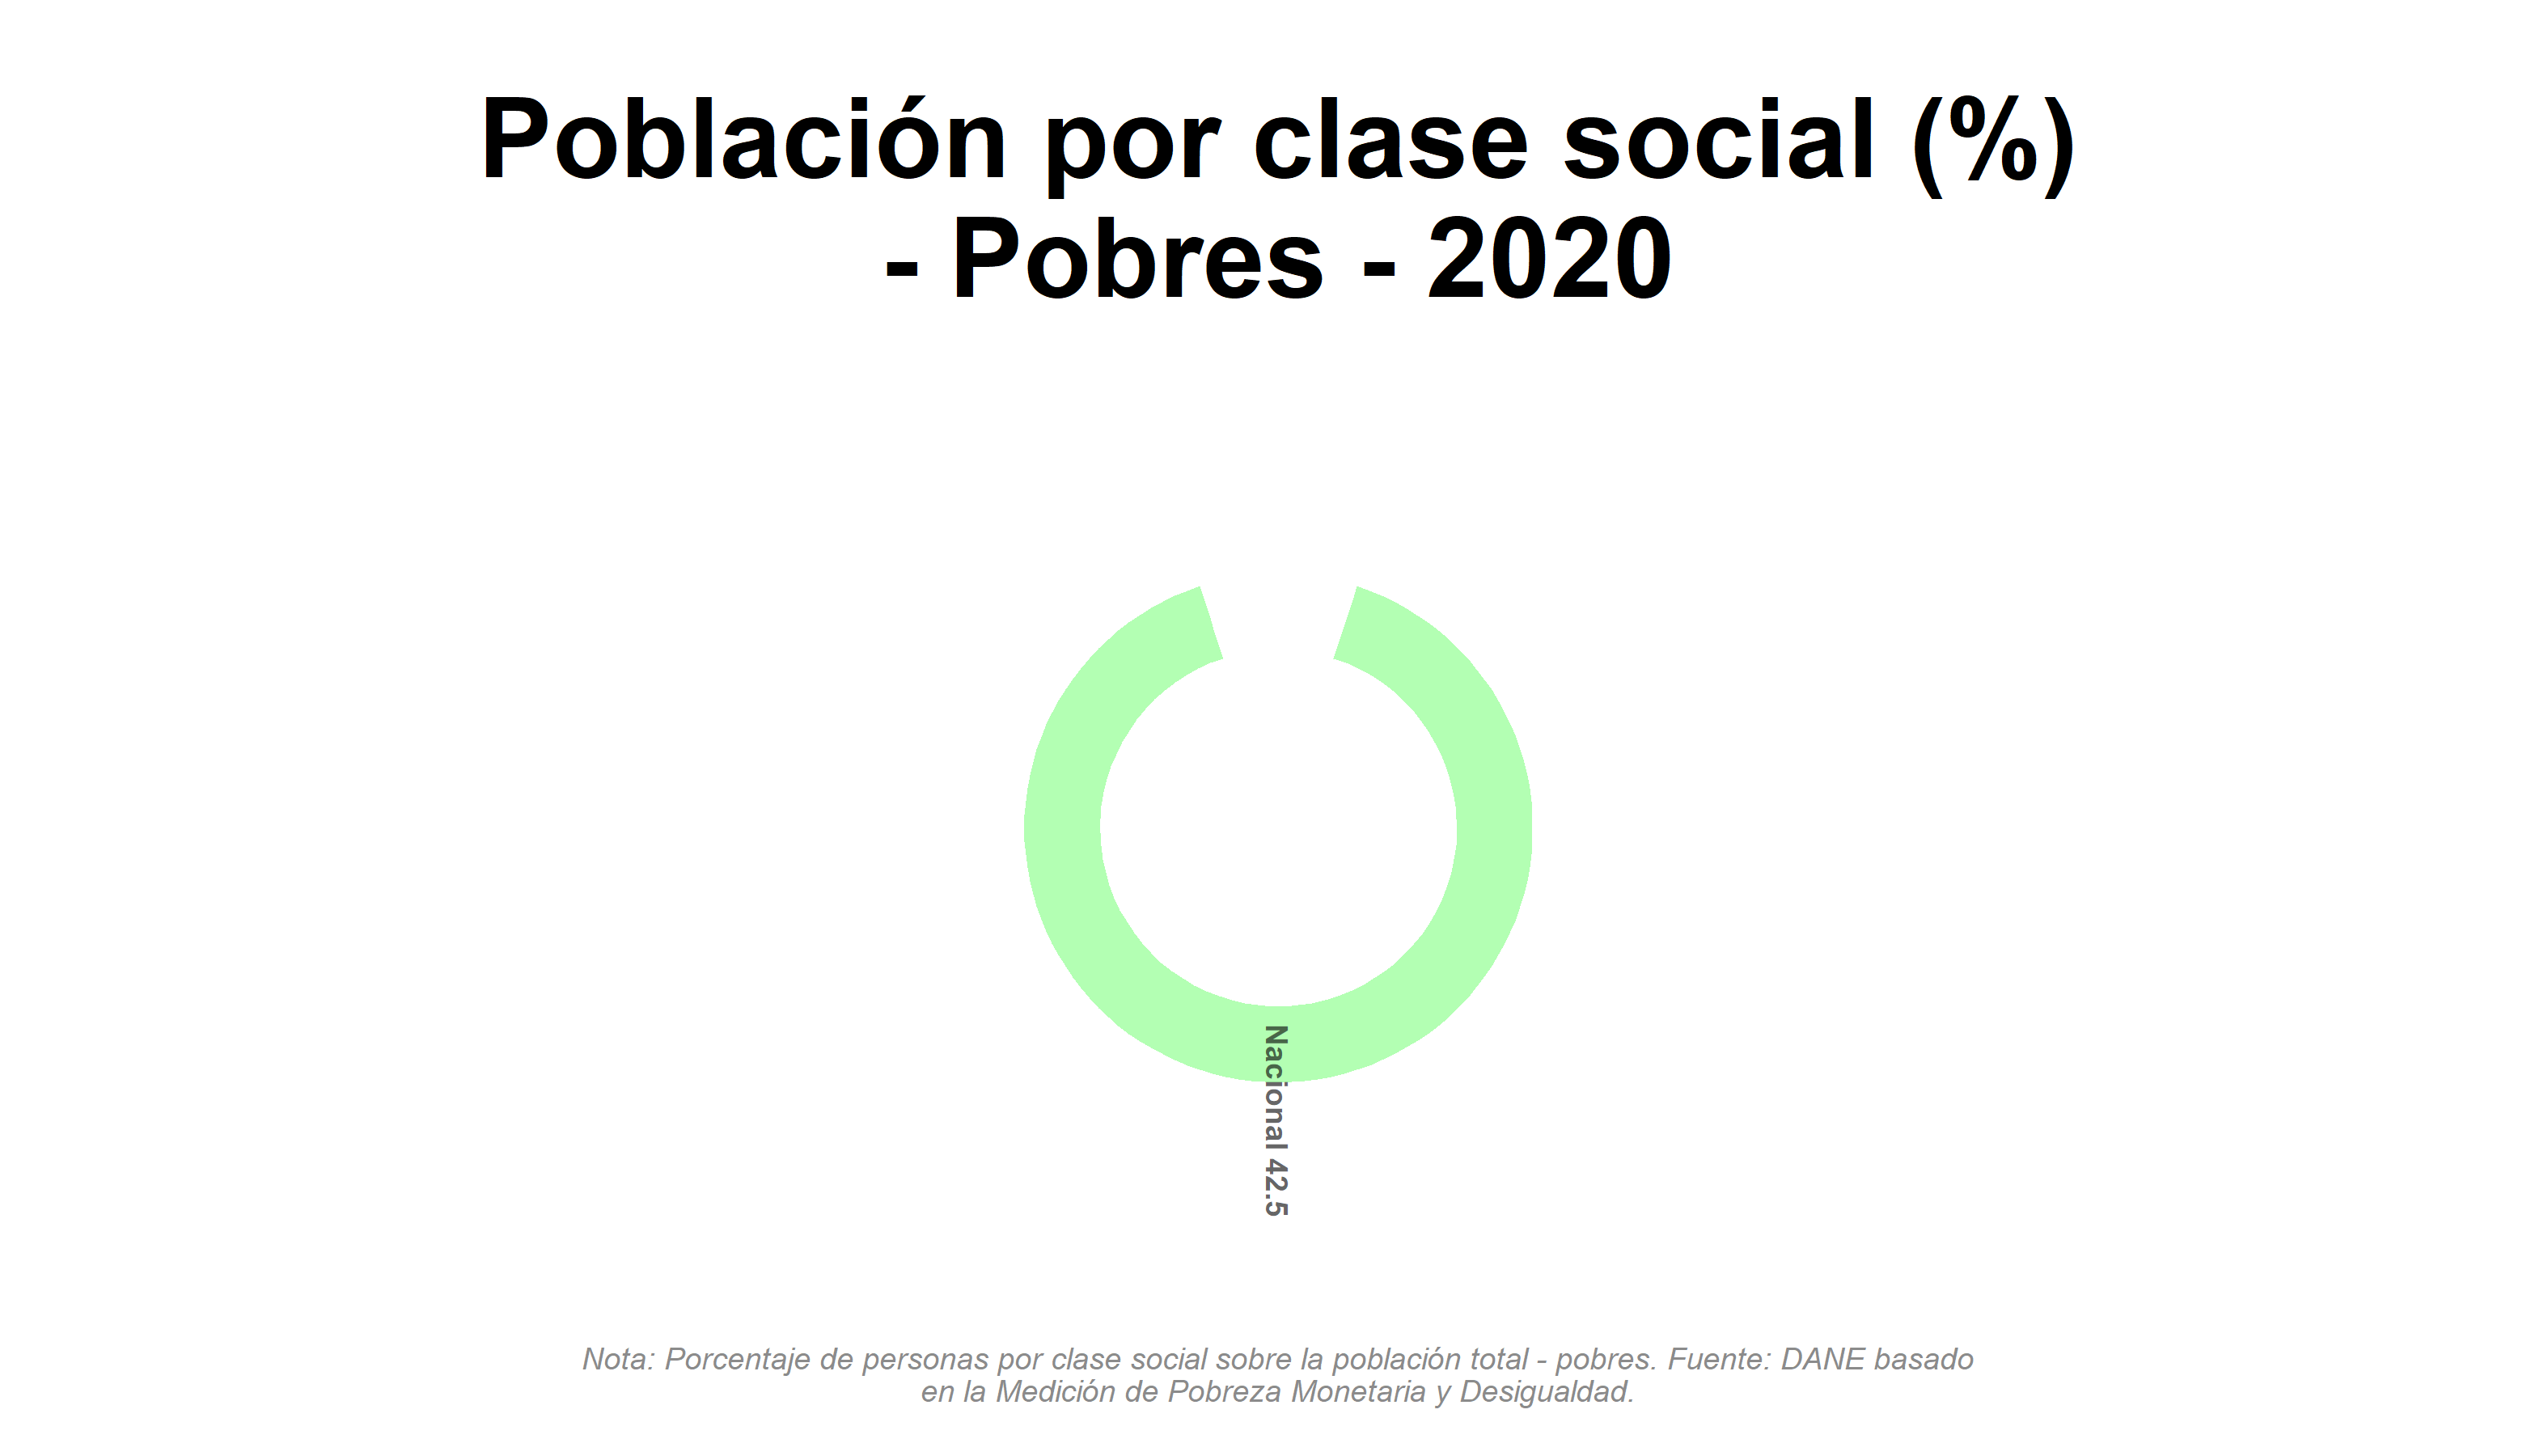 Población por clase social (%)
- Pobres - 2020
Nacional 42.5
Nota: Porcentaje de personas por clase social sobre la población total - pobres. Fuente: DANE basado
en la Medición de Pobreza Monetaria y Desigualdad.